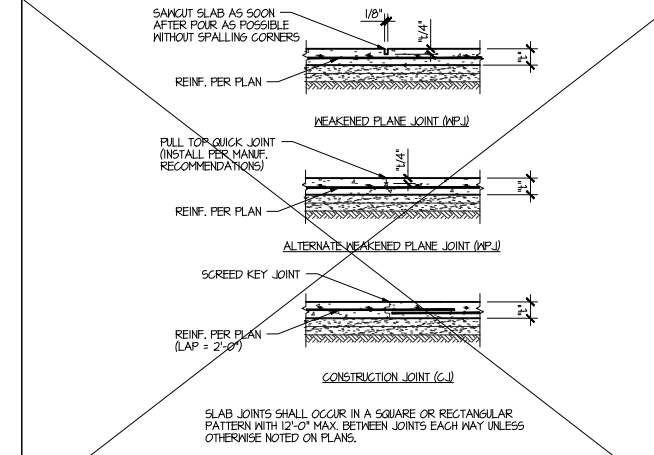 SAWCUT SLAB AS SOON
AFTER POUR AS POSSIBLE
WITHOUT SPALLING CORNERS
1/8"
"t/4"
"t"
REINF. PER PLAN
WEAKENED PLANE JOINT (WPJ)
PULL TOP QUICK JOINT
(INSTALL PER MANUF.
RECOMMENDATIONS)
"t/4"
"t"
REINF. PER PLAN
ALTERNATE WEAKENED PLANE JOINT (WPJ)
SCREED KEY JOINT
"t"
REINF. PER PLAN
(LAP = 2'-0")
CONSTRUCTION JOINT (CJ)
SLAB JOINTS SHALL OCCUR IN A SQUARE OR RECTANGULAR
PATTERN WITH 12'-0" MAX. BETWEEN JOINTS EACH WAY UNLESS
OTHERWISE NOTED ON PLANS.